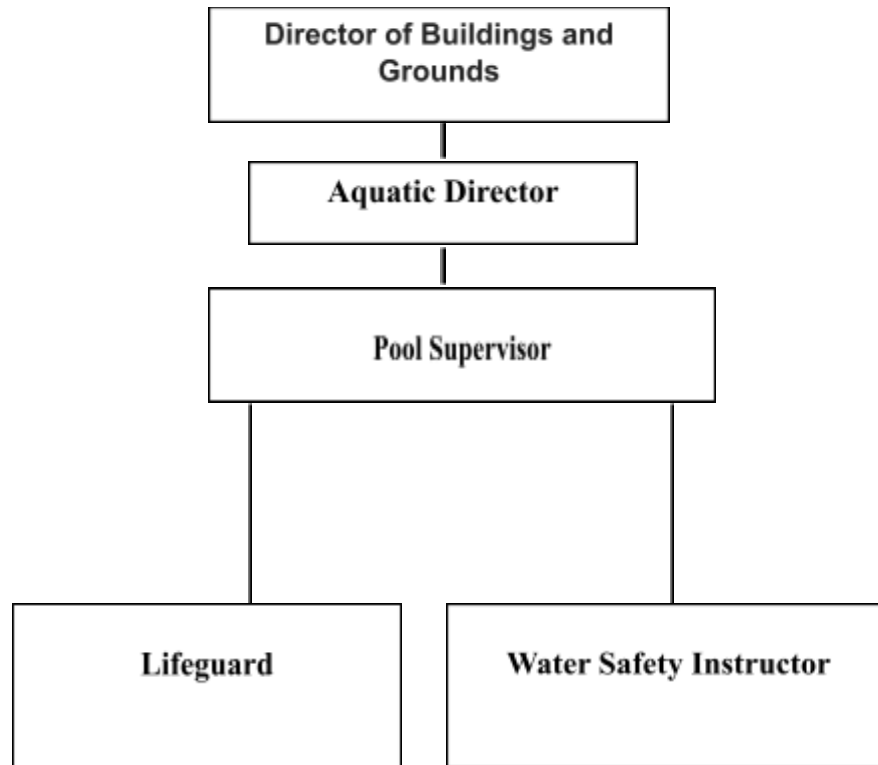 Director of Buildings and
Grounds
Aquatic Director
Pool Supervisor
Lifeguard
Water Safety Instructor